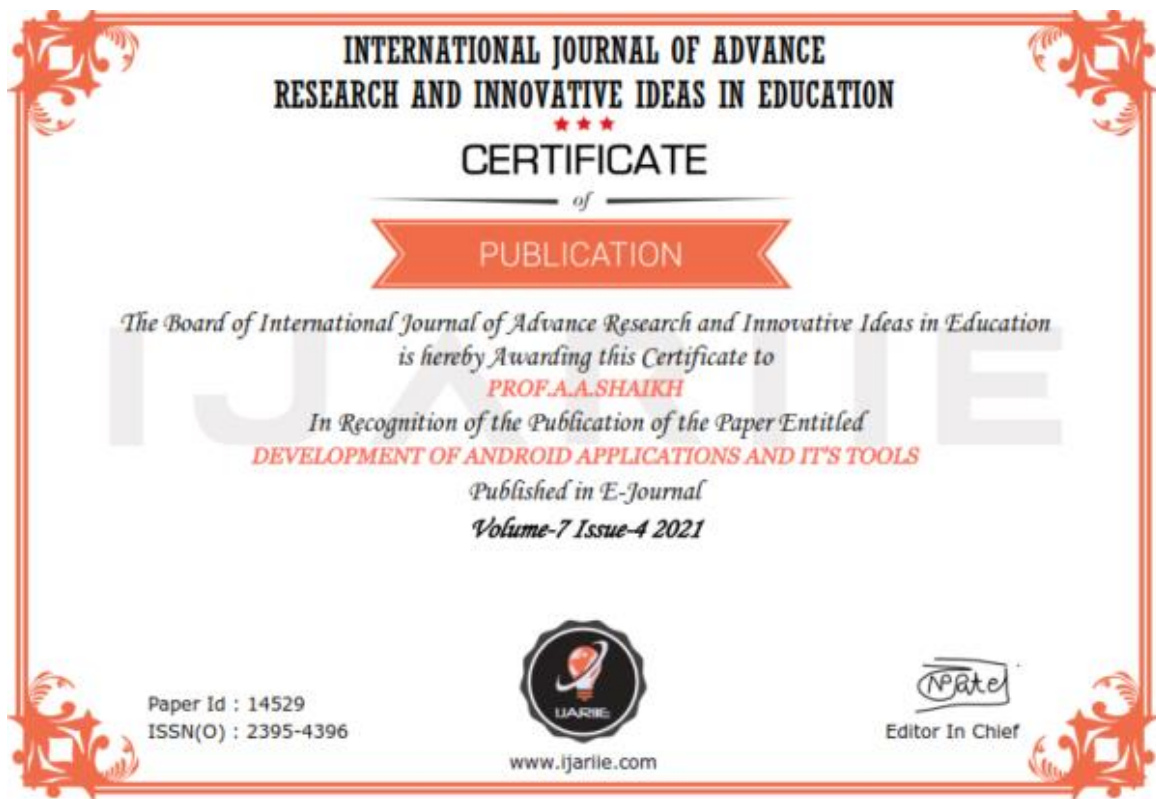 INTERNATIONAL JOURNAL OF ADVANCE
RESEARCH AND INNOVATIVE IDEAS IN EDUCATION
CERTIFICATE
of
PUBLICATION
The Board of International Journal of Advance Research and Innovative Ideas in Education
is hereby Awarding this Certificate to
PROF.A.A.SHAIKH
In Recognition of the Publication of the Paper Entitled
DEVELOPMENT OF ANDROID APPLICATIONS AND IT'S TOOLS
Published in E-Journal
Volume-7 Issue-4 2021
IJARIIE
Paper Id : 14529
ISSN(O) : 2395-4396
IJARIIE
www.ijariie.com
Editor In Chief